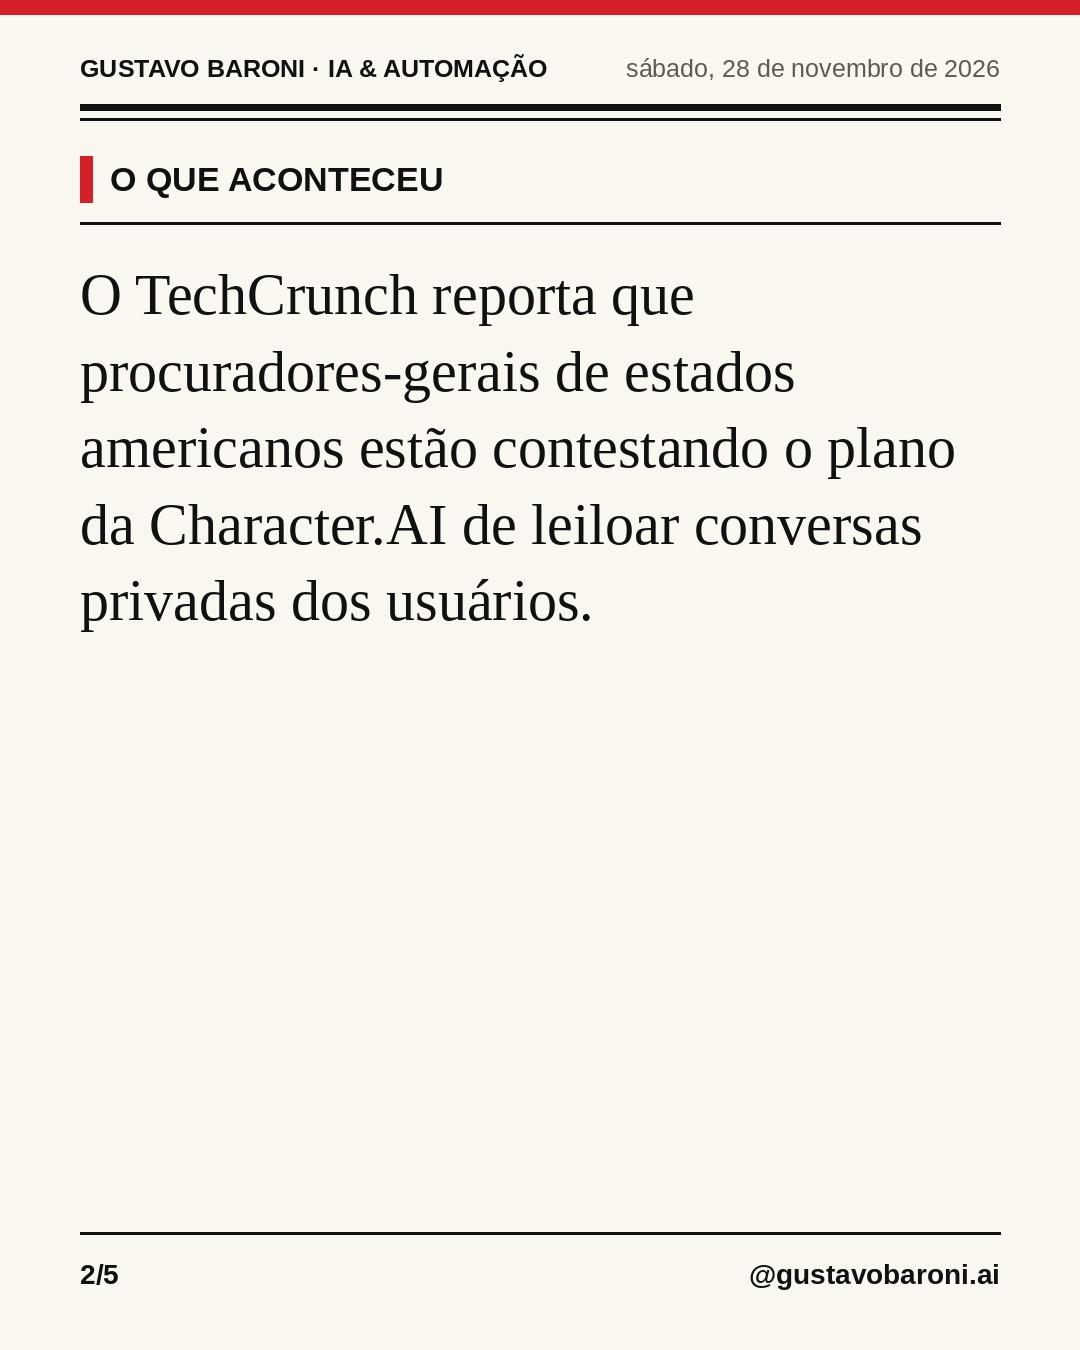 GUSTAVO BARONI · IA & AUTOMAÇÃO
sábado, 28 de novembro de 2026
O QUE ACONTECEU
O TechCrunch reporta que
procuradores-gerais de estados
americanos estão contestando o plano
da Character.AI de leiloar conversas
privadas dos usuários.
2/5
@gustavobaroni.ai